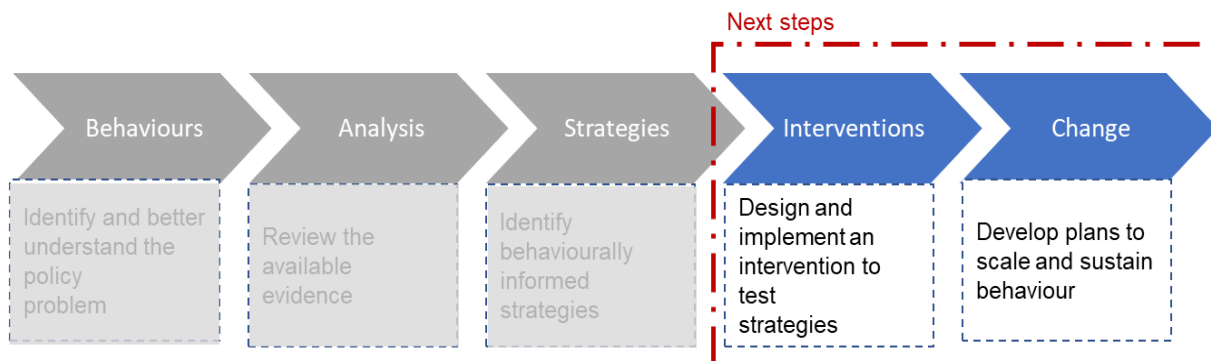 Next steps
Behaviours
Analysis
Strategies
Interventions
Change
Identify and better
understand the
policy
problem
Review the
available
evidence
Identify
behaviourally
informed
strategies
Design and
implement an
intervention to
test
strategies
Develop plans to
scale and sustain
behaviour